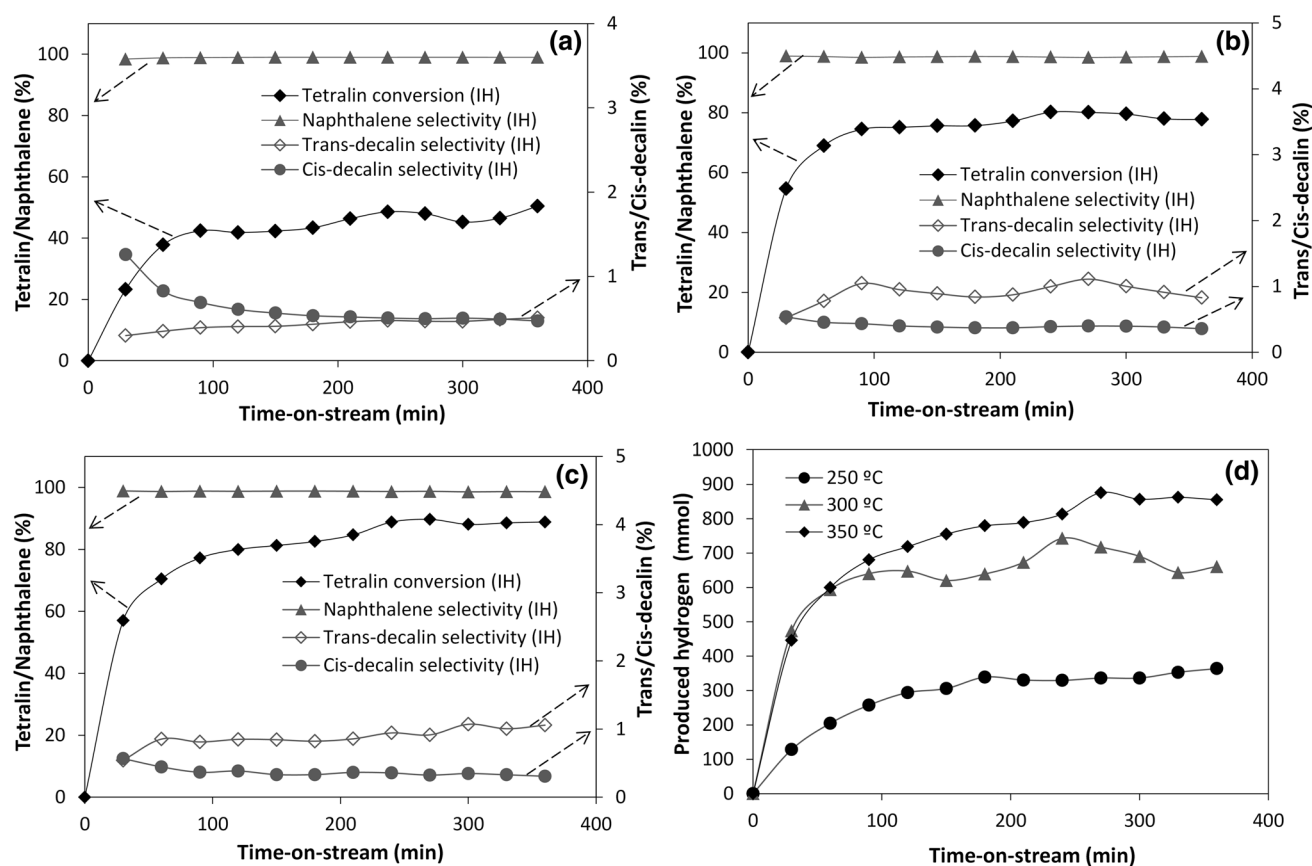 (a)
Tetralin/Naphthalene (%)
100
80
60
40
20
0
Tetralin conversion (IH)
Naphthalene selectivity (IH)
Trans-decalin selectivity (IH)
Cis-decalin selectivity (IH)
4
3
2
1
0
Trans/Cis-decalin (%)
0 100 200 300 400
Time-on-stream (min)
(b)
Tetralin/Naphthalene (%)
100
80
60
40
20
0
Tetralin conversion (IH)
Naphthalene selectivity (IH)
Trans-decalin selectivity (IH)
Cis-decalin selectivity (IH)
5
4
3
2
1
0
Trans/Cis-decalin (%)
0 100 200 300 400
Time-on-stream (min)
(c)
Tetralin/Naphthalene (%)
100
80
60
40
20
0
Tetralin conversion (IH)
Naphthalene selectivity (IH)
Trans-decalin selectivity (IH)
Cis-decalin selectivity (IH)
5
4
3
2
1
0
Trans/Cis-decalin (%)
0 100 200 300 400
Time-on-stream (min)
(d)
Produced hydrogen (mmol)
1000
900
800
700
600
500
400
300
200
100
0
250 ºC
300 ºC
350 ºC
0 100 200 300 400
Time-on-stream (min)